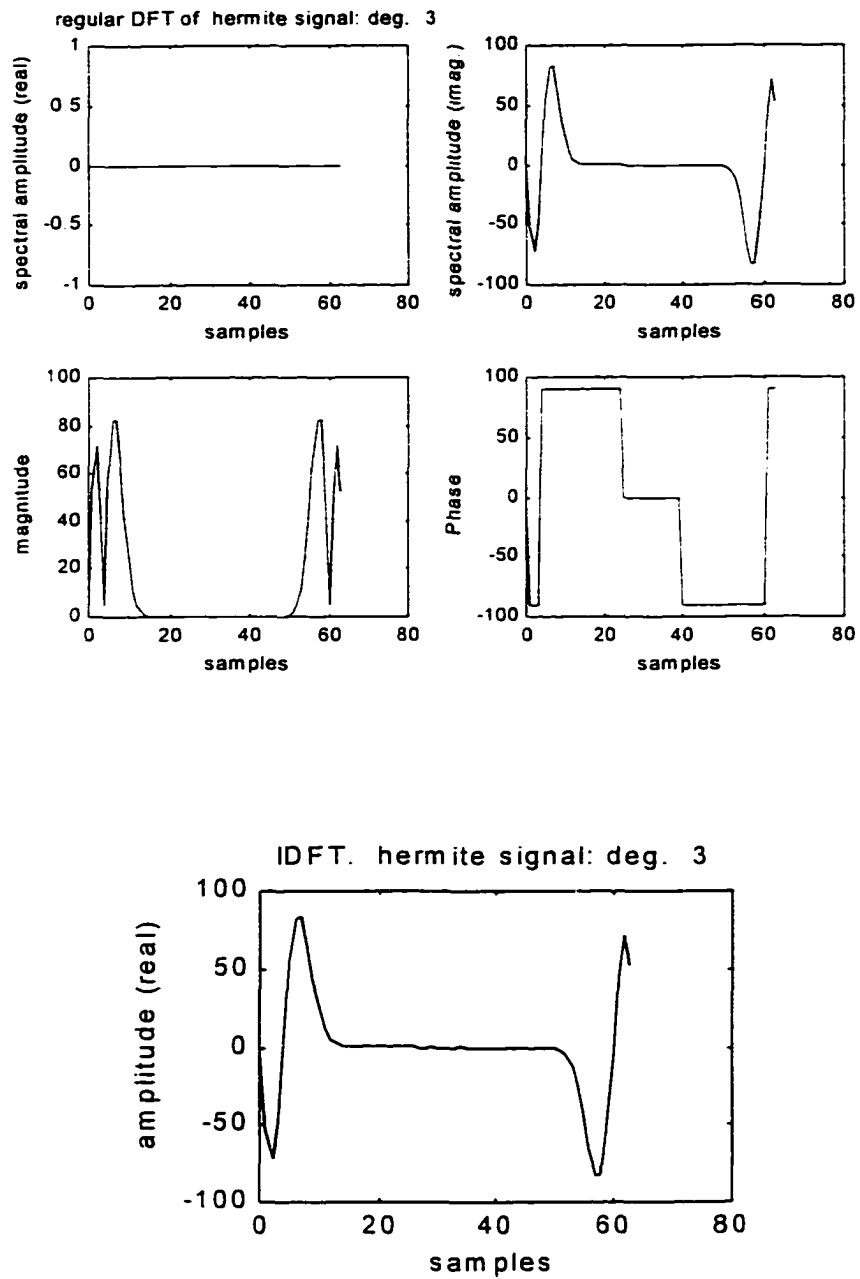 regular DFT of hermite signal: deg. 3
spectral amplitude (real)
1
0.5
0
-0.5
-1
0 20 40 60 80
samples
spectral amplitude (imag.)
100
50
0
-50
-100
0 20 40 60 80
samples
magnitude
100
80
60
40
20
0
0 20 40 60 80
samples
Phase
100
50
0
-50
-100
0 20 40 60 80
samples
IDFT. hermite signal: deg. 3
amplitude (real)
100
50
0
-50
-100
0 20 40 60 80
samples